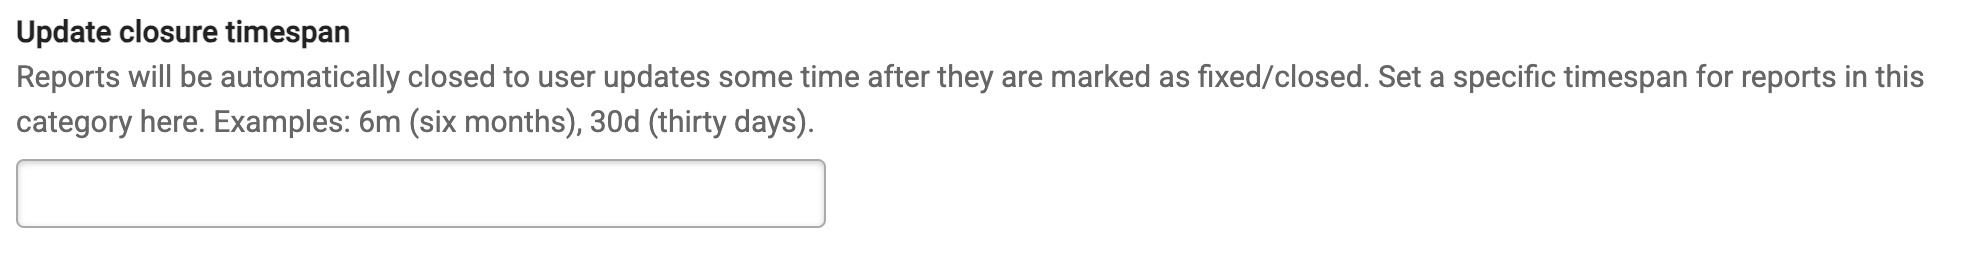 Update closure timespan
Reports will be automatically closed to user updates some time after they are marked as fixed/closed. Set a specific timespan for reports in this
category here. Examples: 6m (six months), 30d (thirty days).